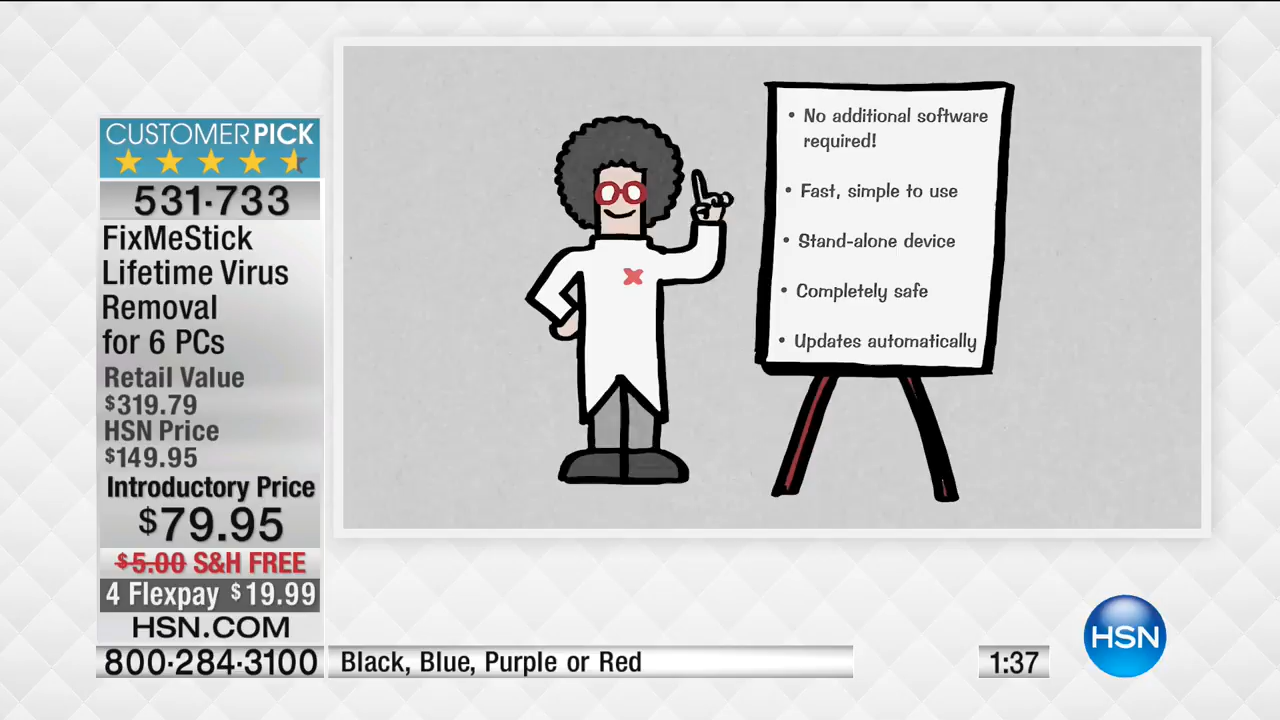 CUSTOMER PICK
531·733
FixMeStick
Lifetime Virus
Removal
for 6 PCs
Retail Value
$319.79
HSN Price
$149.95
Introductory Price
$79.95
$5.00 S&H FREE
4 Flexpay $19.99
HSN.COM
800·284·3100
• No additional software
required!
• Fast, simple to use
• Stand-alone device
• Completely safe
• Updates automatically
Black, Blue, Purple or Red
1:37
HSN